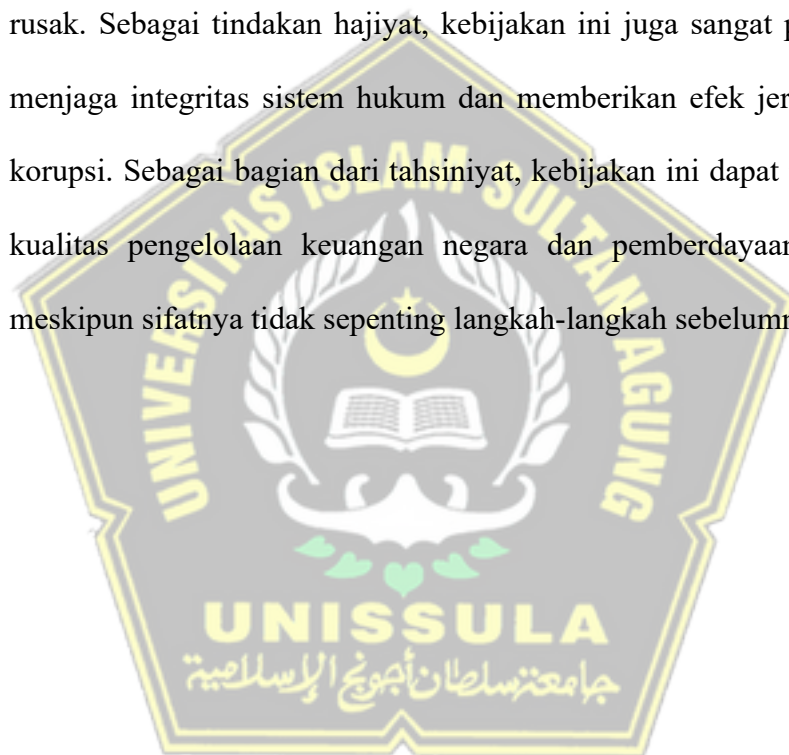 rusak. Sebagai tindakan hajiyat, kebijakan ini juga sangat
menjaga integritas sistem hukum dan memberikan efek
korupsi. Sebagai bagian dari tahsiniyat, kebijakan ini dapat
kualitas pengelolaan keuangan negara dan pemberdayaan
meskipun sifatnya tidak sepenting langkah-langkah
UNIVERSITAS ISLAM SULTAN AGUNG
UNISSULA
جامعة سلطان أجونج الإسلامية